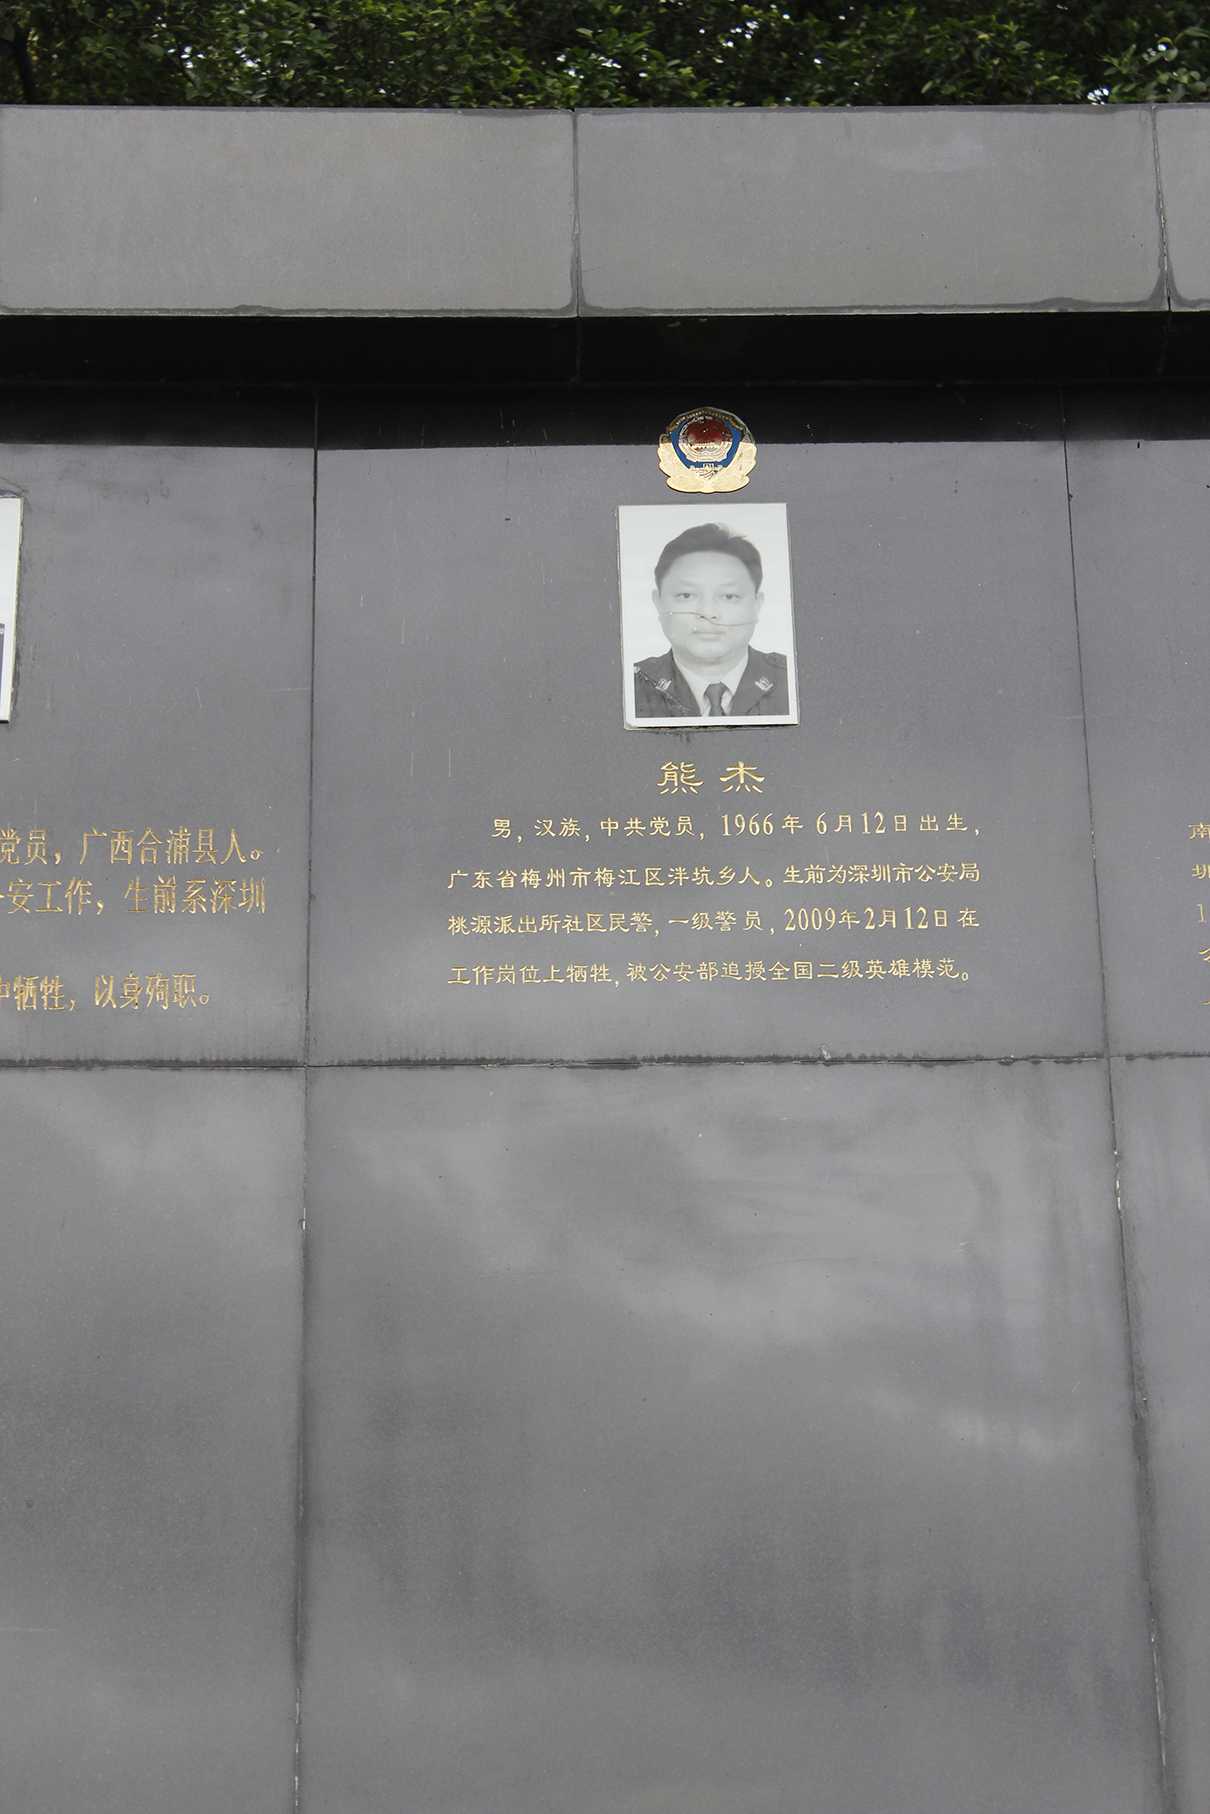 熊杰
男，汉族，中共党员，1966年6月12日出生，
广东省梅州市梅江区泮坑乡人。生前为深圳市公安局
桃源派出所社区民警，一级警员，2009年2月12日在
工作岗位上牺牲，被公安部追授全国二级英雄模范。
党员，广西合浦县人。
安工作，生前系深圳
中牺牲，以身殉职。
南
圳
1